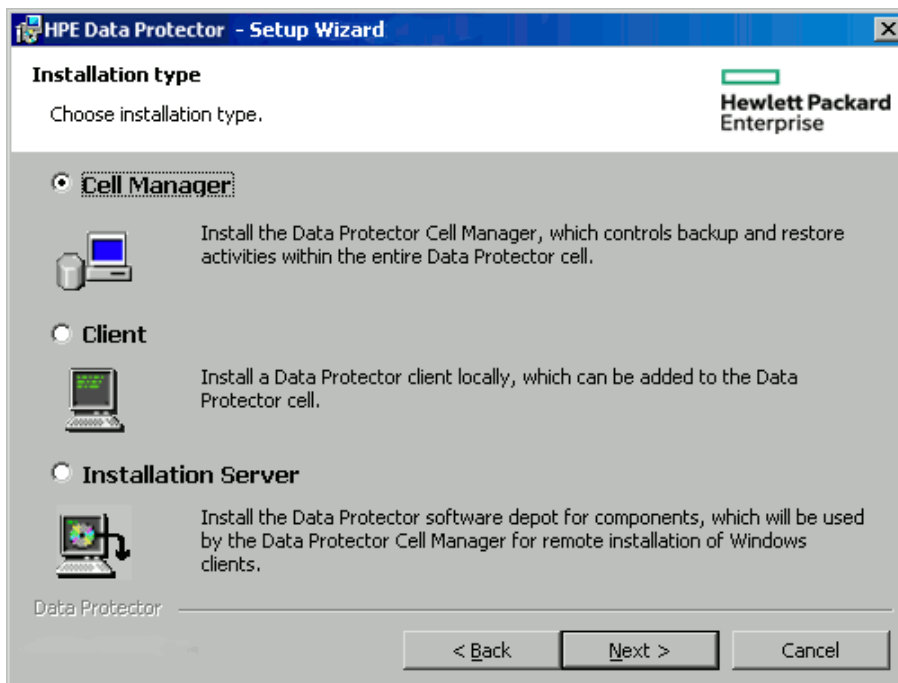 HPE Data Protector - Setup Wizard
Installation type
Choose installation type.
Hewlett Packard
Enterprise
Cell Manager
Install the Data Protector Cell Manager, which controls backup and restore
activities within the entire Data Protector cell.
Client
Install a Data Protector client locally, which can be added to the Data
Protector cell.
Installation Server
Install the Data Protector software depot for components, which will be used
by the Data Protector Cell Manager for remote installation of Windows
clients.
Data Protector
< Back
Next >
Cancel